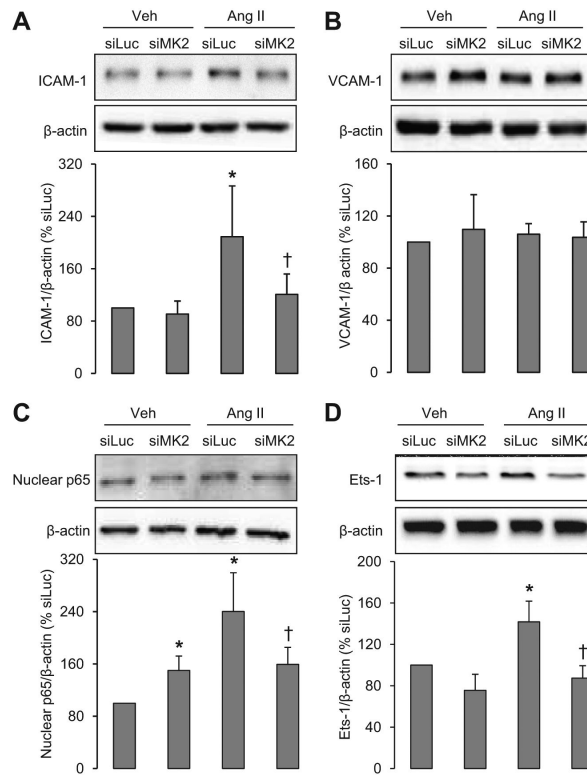 A
Veh
Ang II
siLuc siMK2 siLuc siMK2
ICAM-1
β-actin
ICAM-1/β-actin (% siLuc)
320
240
160
80
0
*
†
B
Veh
Ang II
siLuc siMK2 siLuc siMK2
VCAM-1
β-actin
VCAM-1/β actin (% siLuc)
160
120
80
40
0
C
Veh
Ang II
siLuc siMK2 siLuc siMK2
Nuclear p65
β-actin
Nuclear p65/β-actin (% siLuc)
320
240
160
80
0
*
*
†
D
Veh
Ang II
siLuc siMK2 siLuc siMK2
Ets-1
β-actin
Ets-1/β-actin (% siLuc)
200
160
120
80
40
0
*
†